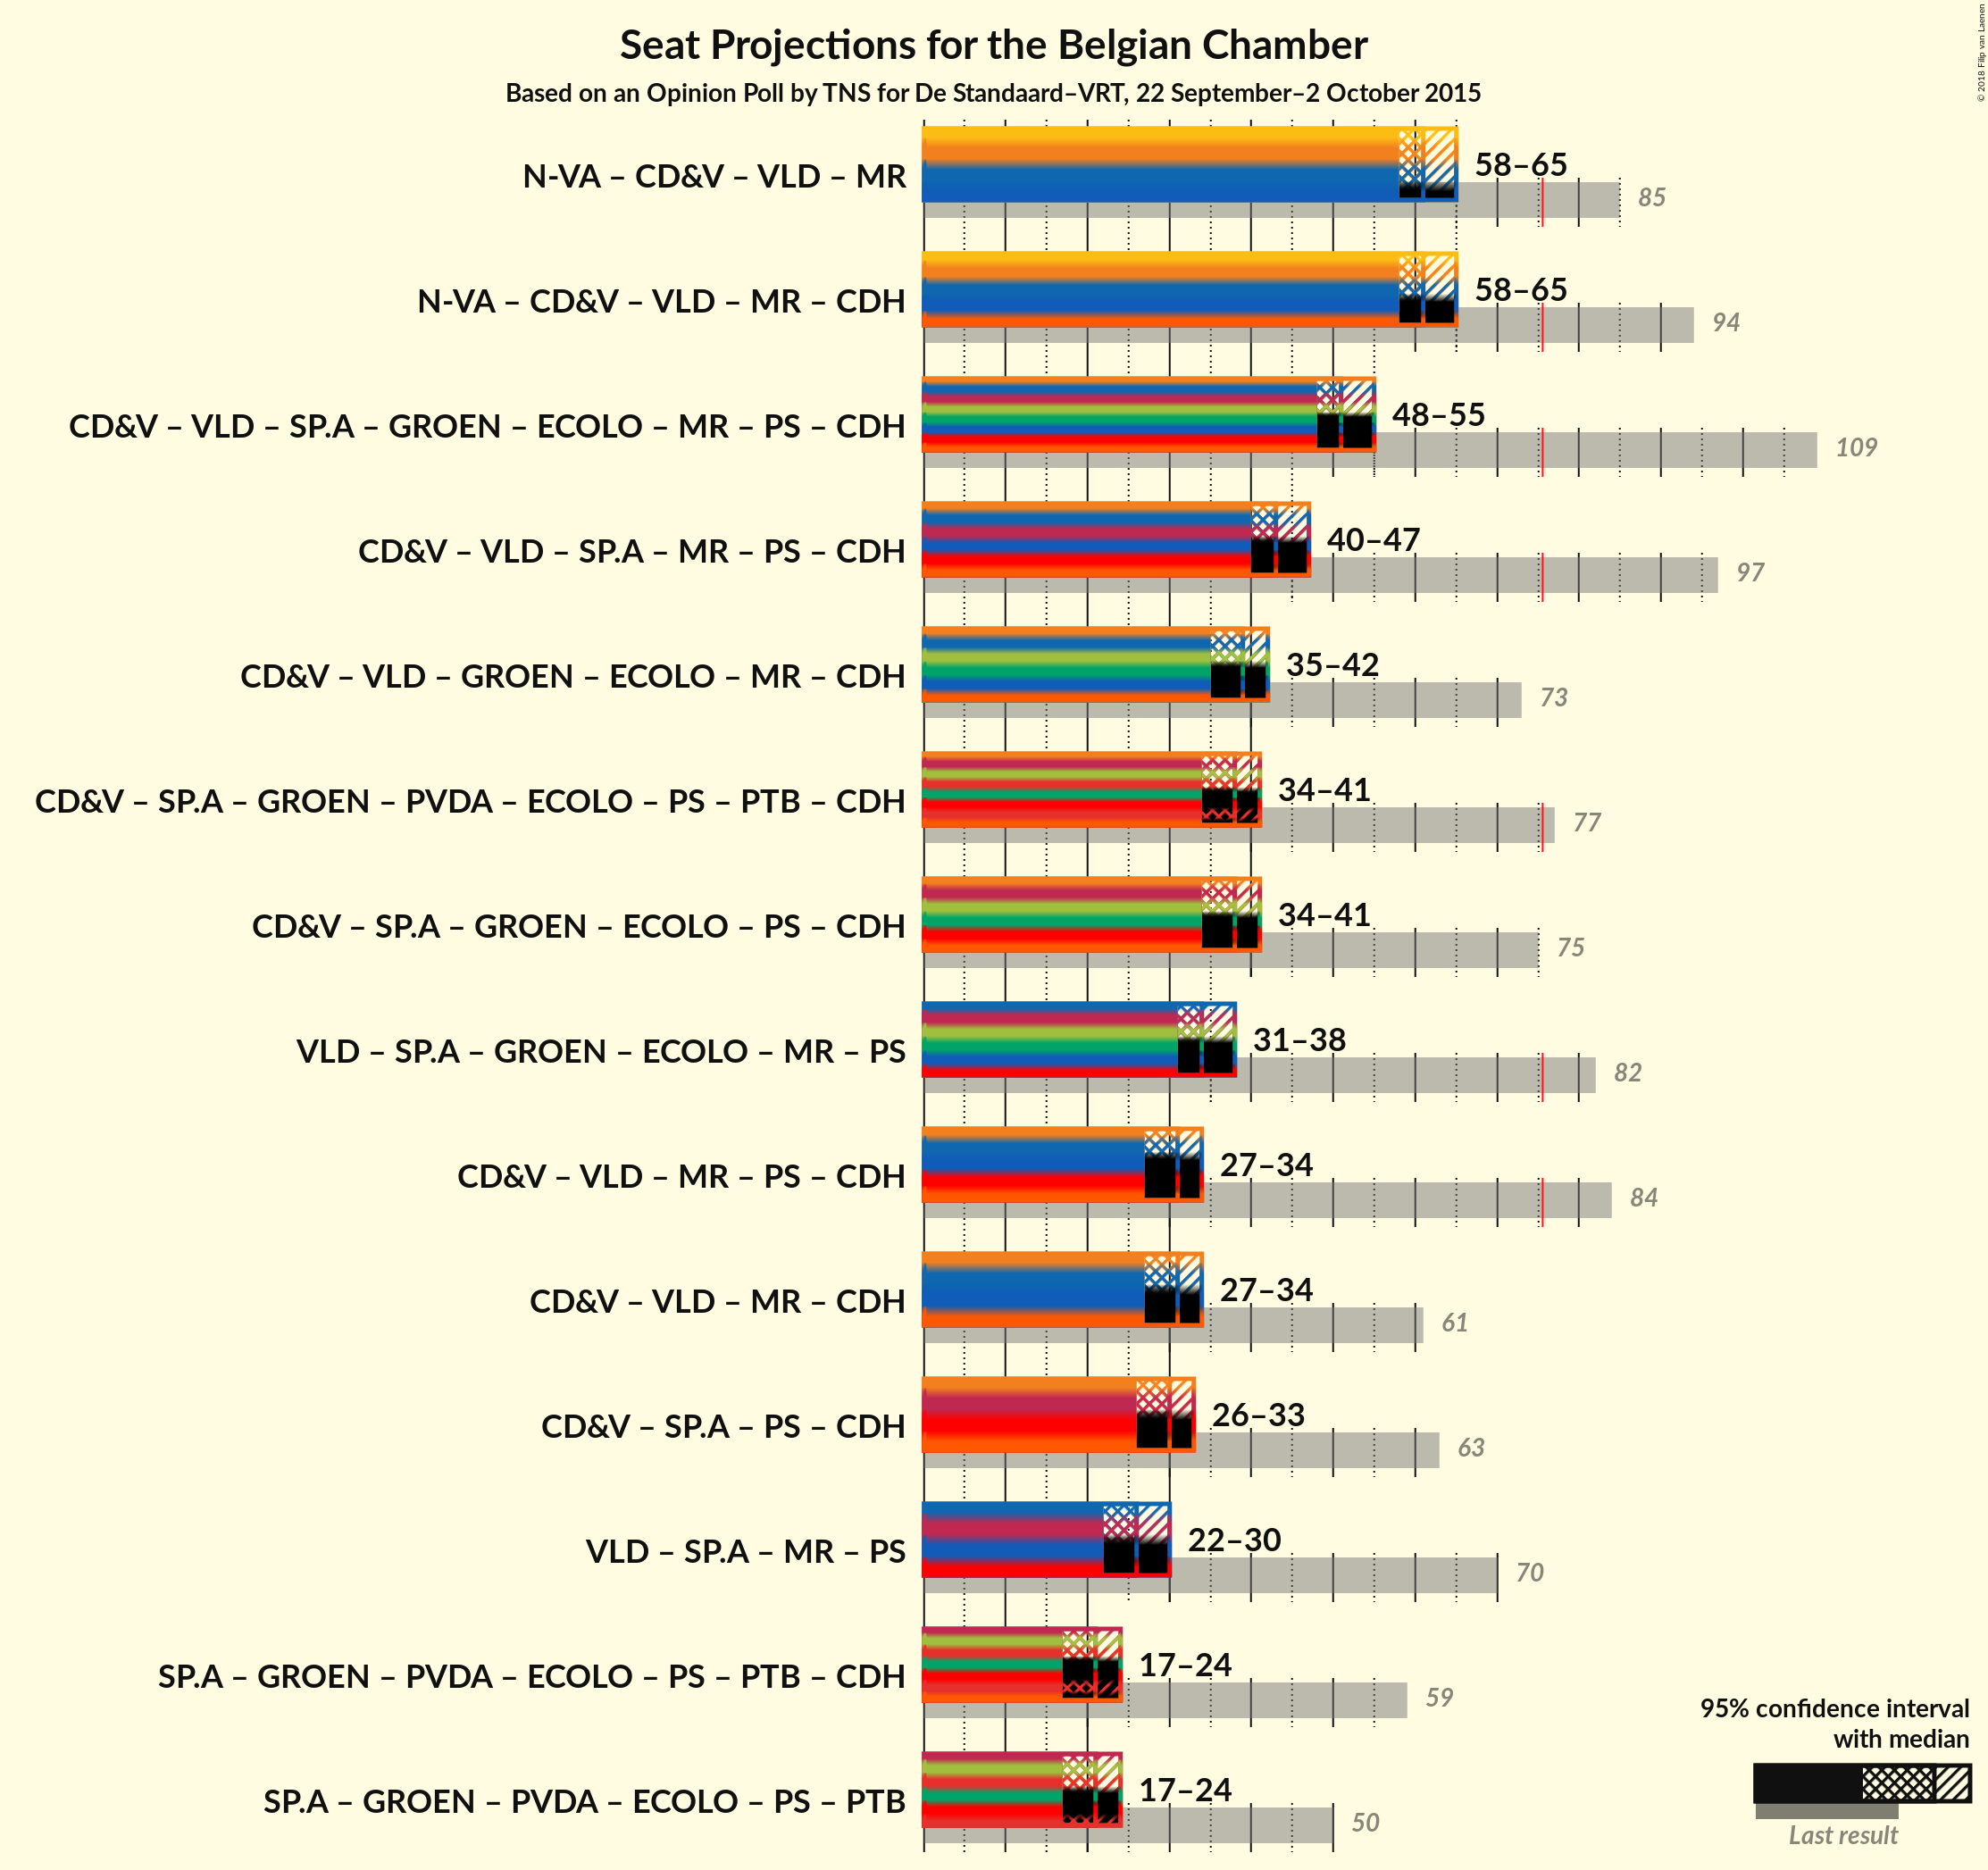 Seat Projections for the Belgian Chamber
Based on an Opinion Poll by TNS for De Standaard–VRT, 22 September–2 October 2015
© 2018 Filip van Laenen
N-VA – CD&V – VLD – MR
58–65
85
N-VA – CD&V – VLD – MR – CDH
58–65
94
CD&V – VLD – SP.A – GROEN – ECOLO – MR – PS – CDH
48–55
109
CD&V – VLD – SP.A – MR – PS – CDH
40–47
97
CD&V – VLD – GROEN – ECOLO – MR – CDH
35–42
73
CD&V – SP.A – GROEN – PVDA – ECOLO – PS – PTB – CDH
34–41
77
CD&V – SP.A – GROEN – ECOLO – PS – CDH
34–41
75
VLD – SP.A – GROEN – ECOLO – MR – PS
31–38
82
CD&V – VLD – MR – PS – CDH
27–34
84
CD&V – VLD – MR – CDH
27–34
61
CD&V – SP.A – PS – CDH
26–33
63
VLD – SP.A – MR – PS
22–30
70
SP.A – GROEN – PVDA – ECOLO – PS – PTB – CDH
17–24
59
SP.A – GROEN – PVDA – ECOLO – PS – PTB
17–24
50
95% confidence interval
with median
Last result